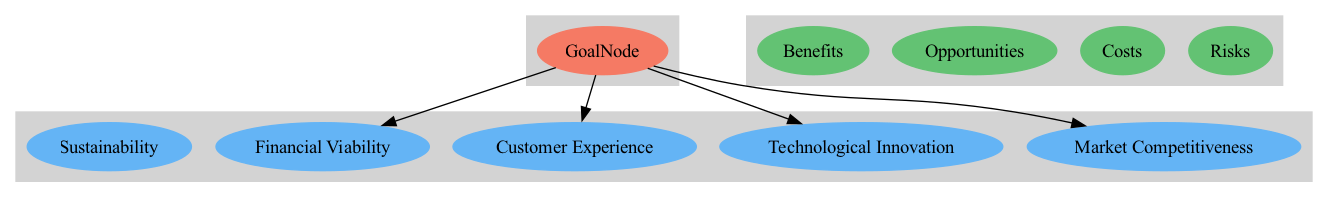 GoalNode
Benefits
Opportunities
Costs
Risks
Sustainability
Financial Viability
Customer Experience
Technological Innovation
Market Competitiveness